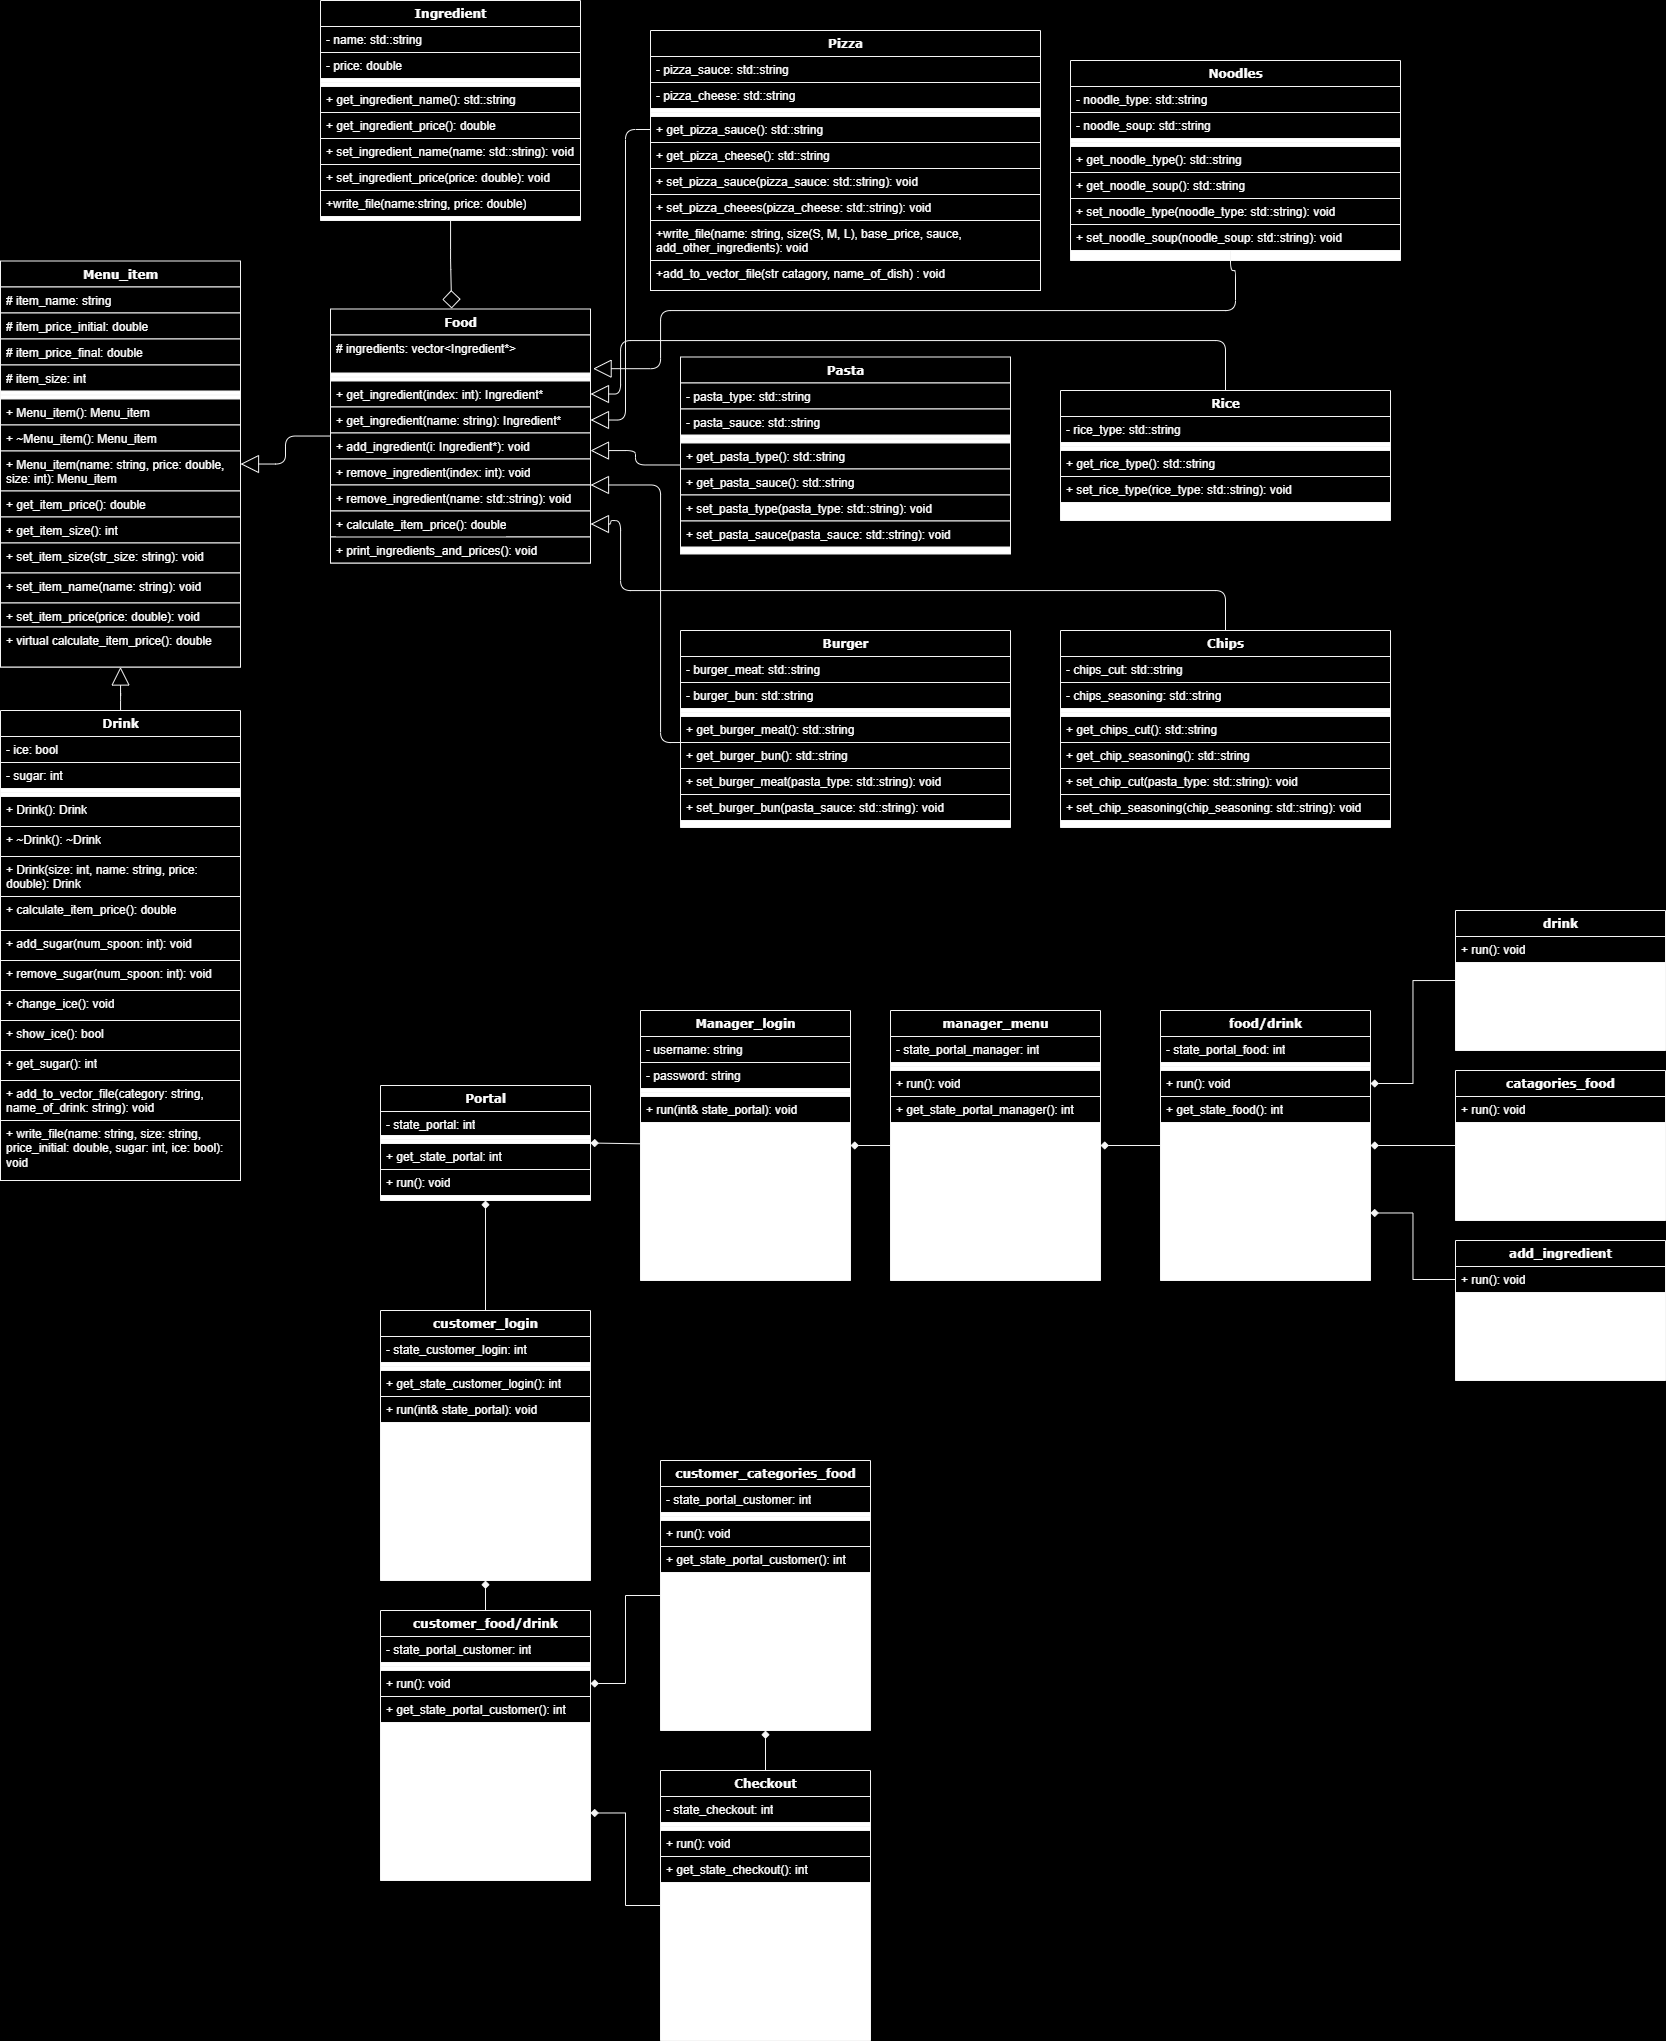 Ingredient
- name: std::string
- price: double
+ get_ingredient_name(): std::string
+ get_ingredient_price(): double
+ set_ingredient_name(name: std::string): void
+ set_ingredient_price(price: double): void
+write_file(name:string, price: double)
Pizza
- pizza_sauce: std::string
- pizza_cheese: std::string
+ get_pizza_sauce(): std::string
+ get_pizza_cheese(): std::string
+ set_pizza_sauce(pizza_sauce: std::string): void
+ set_pizza_cheees(pizza_cheese: std::string): void
+write_file(name: string, size(S, M, L), base_price, sauce,
add_other_ingredients): void
+add_to_vector_file(str catagory, name_of_dish) : void
Noodles
- noodle_type: std::string
- noodle_soup: std::string
+ get_noodle_type(): std::string
+ get_noodle_soup(): std::string
+ set_noodle_type(noodle_type: std::string): void
+ set_noodle_soup(noodle_soup: std::string): void
Menu_item
# item_name: string
# item_price_initial: double
# item_price_final: double
# item_size: int
+ Menu_item(): Menu_item
+ ~Menu_item(): Menu_item
+ Menu_item(name: string, price: double,
size: int): Menu_item
+ get_item_price(): double
+ get_item_size(): int
+ set_item_size(str_size: string): void
+ set_item_name(name: string): void
+ set_item_price(price: double): void
+ virtual calculate_item_price(): double
Food
# ingredients: vector<Ingredient*>
+ get_ingredient(index: int): Ingredient*
+ get_ingredient(name: string): Ingredient*
+ add_ingredient(i: Ingredient*): void
+ remove_ingredient(index: int): void
+ remove_ingredient(name: std::string): void
+ calculate_item_price(): double
+ print_ingredients_and_prices(): void
Pasta
- pasta_type: std::string
- pasta_sauce: std::string
+ get_pasta_type(): std::string
+ get_pasta_sauce(): std::string
+ set_pasta_type(pasta_type: std::string): void
+ set_pasta_sauce(pasta_sauce: std::string): void
Rice
- rice_type: std::string
+ get_rice_type(): std::string
+ set_rice_type(rice_type: std::string): void
Burger
- burger_meat: std::string
- burger_bun: std::string
+ get_burger_meat(): std::string
+ get_burger_bun(): std::string
+ set_burger_meat(pasta_type: std::string): void
+ set_burger_bun(pasta_sauce: std::string): void
Chips
- chips_cut: std::string
- chips_seasoning: std::string
+ get_chips_cut(): std::string
+ get_chip_seasoning(): std::string
+ set_chip_cut(pasta_type: std::string): void
+ set_chip_seasoning(chip_seasoning: std::string): void
Drink
- ice: bool
- sugar: int
+ Drink(): Drink
+ ~Drink(): ~Drink
+ Drink(size: int, name: string, price:
double): Drink
+ calculate_item_price(): double
+ add_sugar(num_spoon: int): void
+ remove_sugar(num_spoon: int): void
+ change_ice(): void
+ show_ice(): bool
+ get_sugar(): int
+ add_to_vector_file(category: string,
name_of_drink: string): void
+ write_file(name: string, size: string,
price_initial: double, sugar: int, ice: bool):
void
drink
+ run(): void
Manager_login
- username: string
- password: string
+ run(int& state_portal): void
manager_menu
- state_portal_manager: int
+ run(): void
+ get_state_portal_manager(): int
food/drink
- state_portal_food: int
+ run(): void
+ get_state_food(): int
catagories_food
+ run(): void
Portal
- state_portal: int
+ get_state_portal: int
+ run(): void
add_ingredient
+ run(): void
customer_login
- state_customer_login: int
+ get_state_customer_login(): int
+ run(int& state_portal): void
customer_categories_food
- state_portal_customer: int
+ run(): void
+ get_state_portal_customer(): int
customer_food/drink
- state_portal_customer: int
+ run(): void
+ get_state_portal_customer(): int
Checkout
- state_checkout: int
+ run(): void
+ get_state_checkout(): int